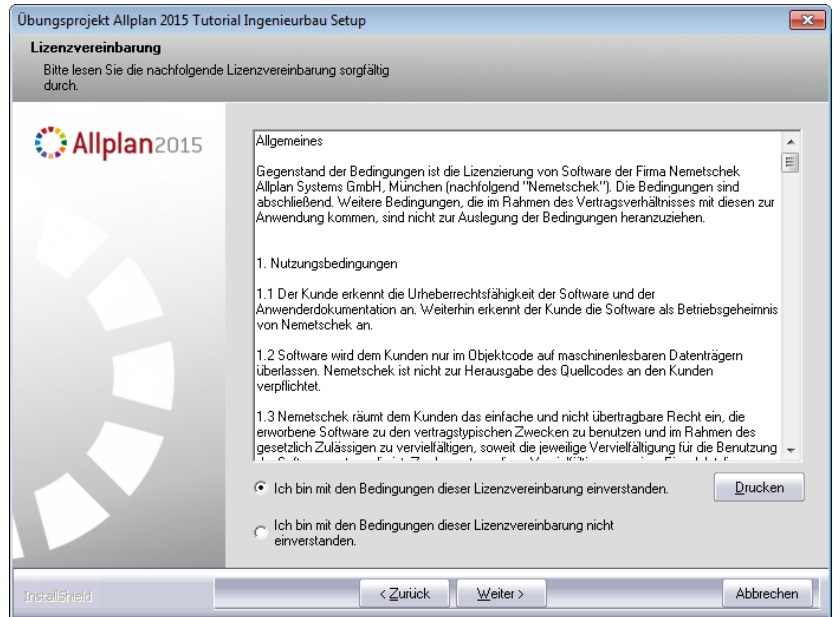 Übungsprojekt Allplan 2015 Tutorial Ingenieurbau Setup
Lizenzvereinbarung
Bitte lesen Sie die nachfolgende Lizenzvereinbarung sorgfältig
durch.
Allplan2015
Allgemeines
Gegenstand der Bedingungen ist die Lizenzierung von Software der Firma Nemetschek
Allplan Systems GmbH, München (nachfolgend "Nemetschek"). Die Bedingungen sind
abschließend. Weitere Bedingungen, die im Rahmen des Vertragsverhältnisses mit diesen zur
Anwendung kommen, sind nicht zur Auslegung der Bedingungen heranzuziehen.
1. Nutzungsbedingungen
1.1 Der Kunde erkennt die Urheberrechtsfähigkeit der Software und der
Anwenderdokumentation an. Weiterhin erkennt der Kunde die Software als Betriebsgeheimnis
von Nemetschek an.
1.2 Software wird dem Kunden nur im Objektcode auf maschinenlesbaren Datenträgern
überlassen. Nemetschek ist nicht zur Herausgabe des Quellcodes an den Kunden
verpflichtet.
1.3 Nemetschek räumt dem Kunden das einfache und nicht übertragbare Recht ein, die
erworbene Software zu den vertragstypischen Zwecken zu benutzen und im Rahmen des
gesetzlich Zulässigen zu vervielfältigen, soweit die jeweilige Vervielfältigung für die Benutzung
Ich bin mit den Bedingungen dieser Lizenzvereinbarung einverstanden.
Drucken
Ich bin mit den Bedingungen dieser Lizenzvereinbarung nicht
einverstanden.
InstallShield
< Zurück
Weiter >
Abbrechen